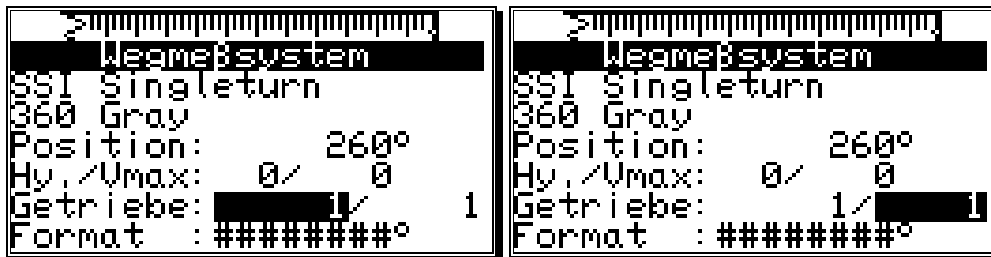 Wegmeßsystem
SSI Singleturn
360 Gray
Position: 260°
Hy./Vmax: 0/ 0
Getriebe: 1/ 1
Format :########°
Wegmeßsystem
SSI Singleturn
360 Gray
Position: 260°
Hy./Vmax: 0/ 0
Getriebe: 1/ 1
Format :########°